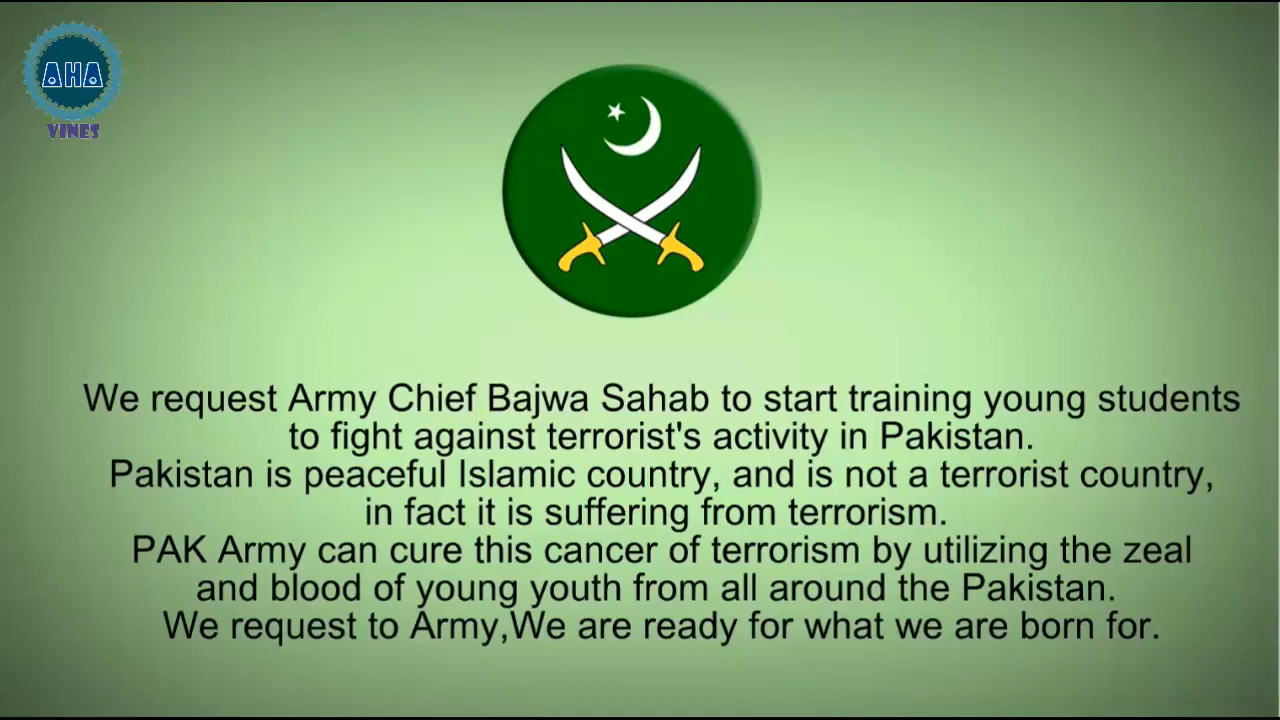 AHA
VINES
We request Army Chief Bajwa Sahab to start training young students
to fight against terrorist's activity in Pakistan.
Pakistan is peaceful Islamic country, and is not a terrorist country,
in fact it is suffering from terrorism.
PAK Army can cure this cancer of terrorism by utilizing the zeal
and blood of young youth from all around the Pakistan.
We request to Army,We are ready for what we are born for.